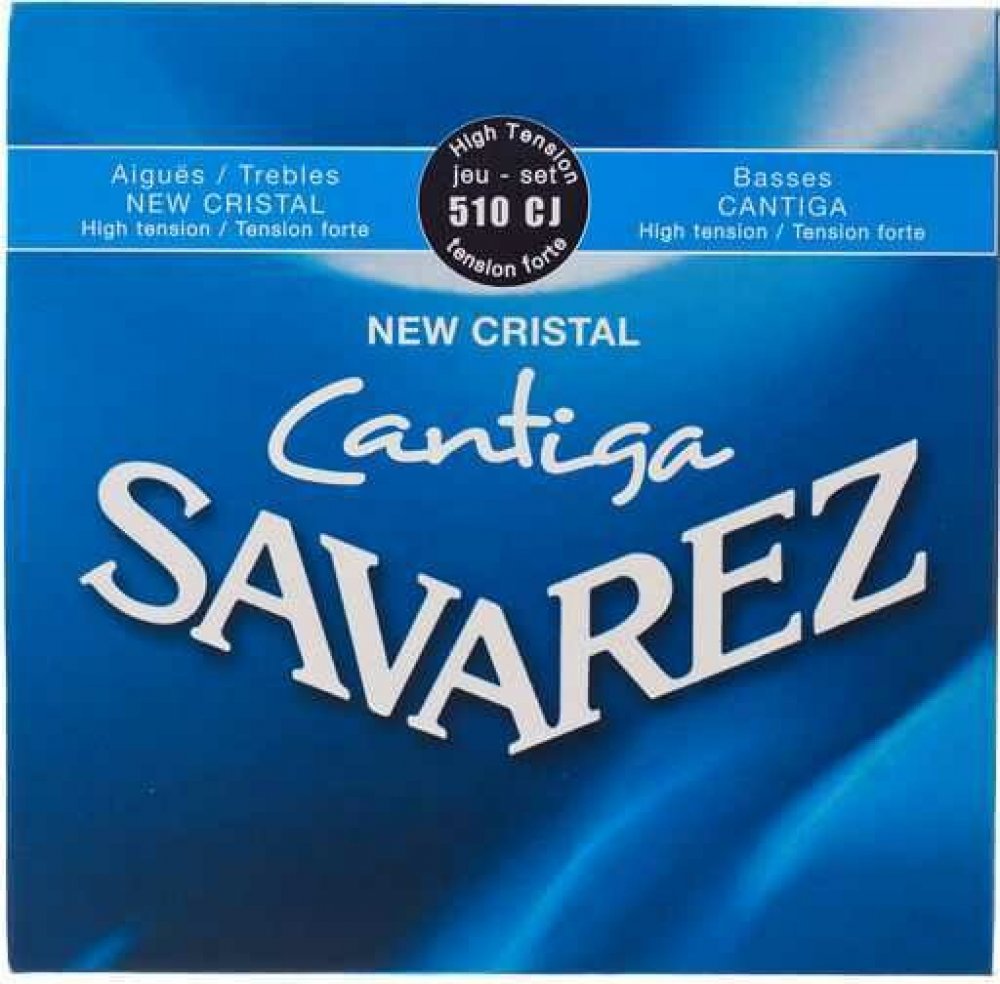 High Tension
jeu - set
510 CJ
tension forte
Aiguës / Trebles
NEW CRISTAL
High tension / Tension forte
Basses
CANTIGA
High tension / Tension forte
NEW CRISTAL
Cantiga
SAVAREZ